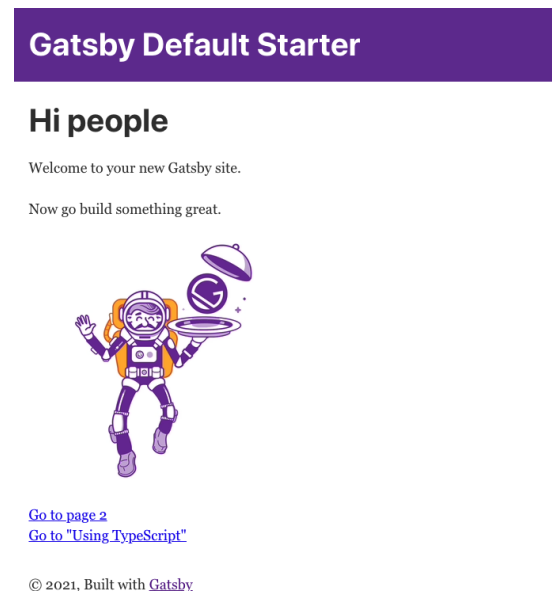 Gatsby Default Starter
Hi people
Welcome to your new Gatsby site.
Now go build something great.
Go to page 2
Go to "Using TypeScript"
© 2021, Built with Gatsby